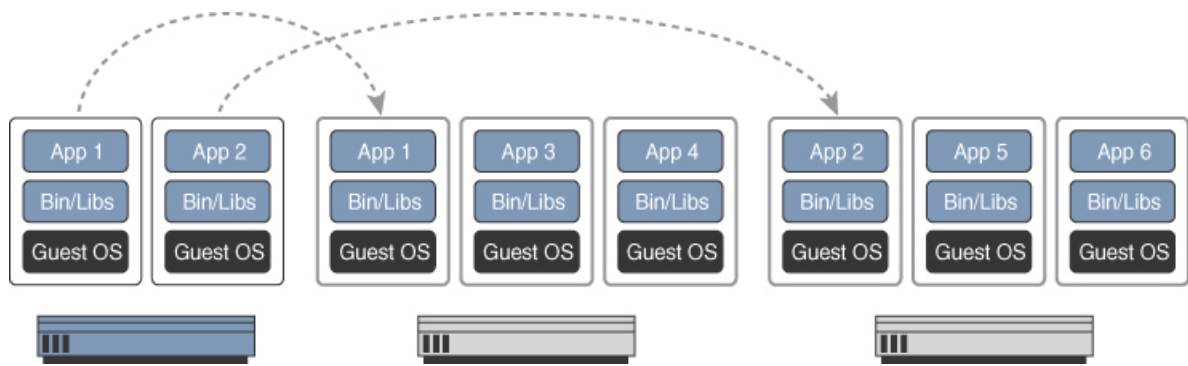 App 1
Bin/Libs
Guest OS
App 2
Bin/Libs
Guest OS
App 1
Bin/Libs
Guest OS
App 3
Bin/Libs
Guest OS
App 4
Bin/Libs
Guest OS
App 2
Bin/Libs
Guest OS
App 5
Bin/Libs
Guest OS
App 6
Bin/Libs
Guest OS